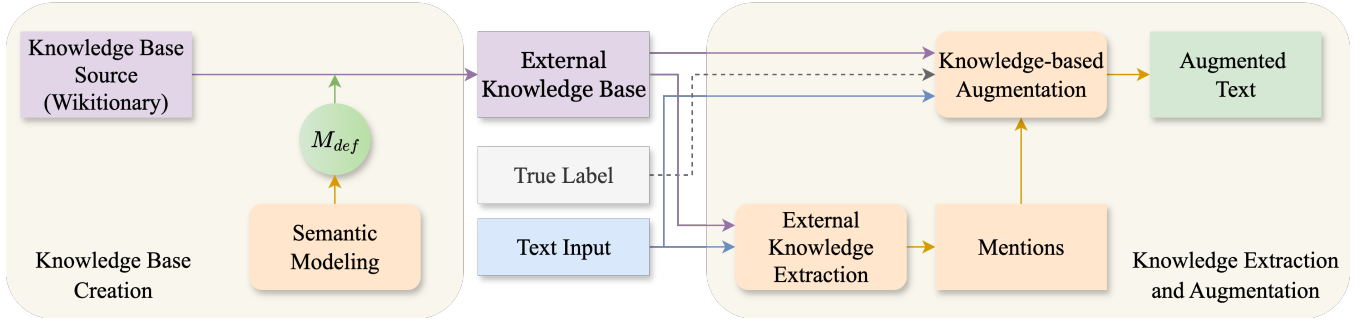 Knowledge Base
Source
(Wikitionary)
M_def
Semantic
Modeling
Knowledge Base
Creation
External
Knowledge Base
True Label
Text Input
Knowledge-based
Augmentation
Augmented
Text
External
Knowledge
Extraction
Mentions
Knowledge Extraction
and Augmentation